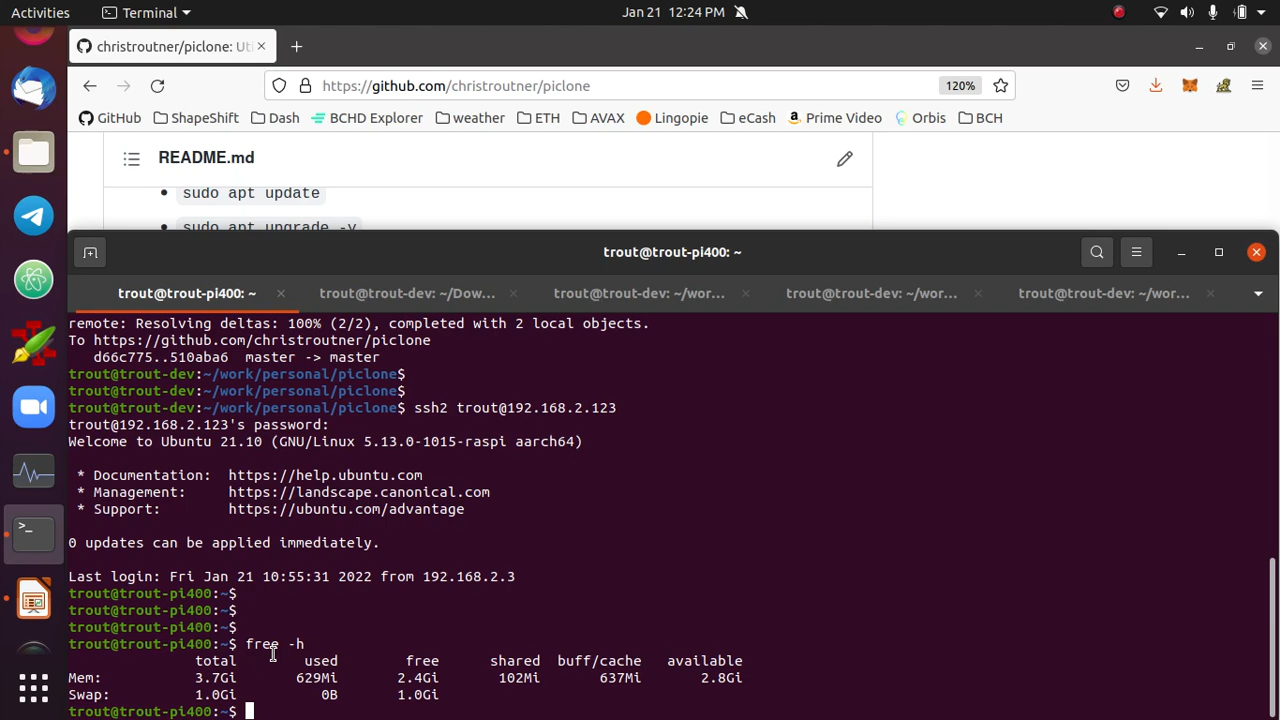 Activities Terminal Jan 21 12:24 PM
christroutner/piclone: Uti
https://github.com/christroutner/piclone 120%
GitHub ShapeShift Dash BCHD Explorer weather ETH AVAX Lingopie eCash Prime Video Orbis BCH
README.md
sudo apt update
sudo apt upgrade -y
trout@trout-pi400: ~
trout@trout-pi400: ~ trout@trout-dev: ~/Dow... trout@trout-dev: ~/wor... trout@trout-dev: ~/wor... trout@trout-dev: ~/wor...
remote: Resolving deltas: 100% (2/2), completed with 2 local objects.
To https://github.com/christroutner/piclone
d66c775..510aba6 master -> master
trout@trout-dev:~/work/personal/piclone$
trout@trout-dev:~/work/personal/piclone$
trout@trout-dev:~/work/personal/piclone$ ssh2 trout@192.168.2.123
trout@192.168.2.123's password:
Welcome to Ubuntu 21.10 (GNU/Linux 5.13.0-1015-raspi aarch64)
* Documentation: https://help.ubuntu.com
* Management: https://landscape.canonical.com
* Support: https://ubuntu.com/advantage
0 updates can be applied immediately.
Last login: Fri Jan 21 10:55:31 2022 from 192.168.2.3
trout@trout-pi400:~$
trout@trout-pi400:~$
trout@trout-pi400:~$
trout@trout-pi400:~$ free -h
total used free shared buff/cache available
Mem: 3.7Gi 629Mi 2.4Gi 102Mi 637Mi 2.8Gi
Swap: 1.0Gi 0B 1.0Gi
trout@trout-pi400:~$